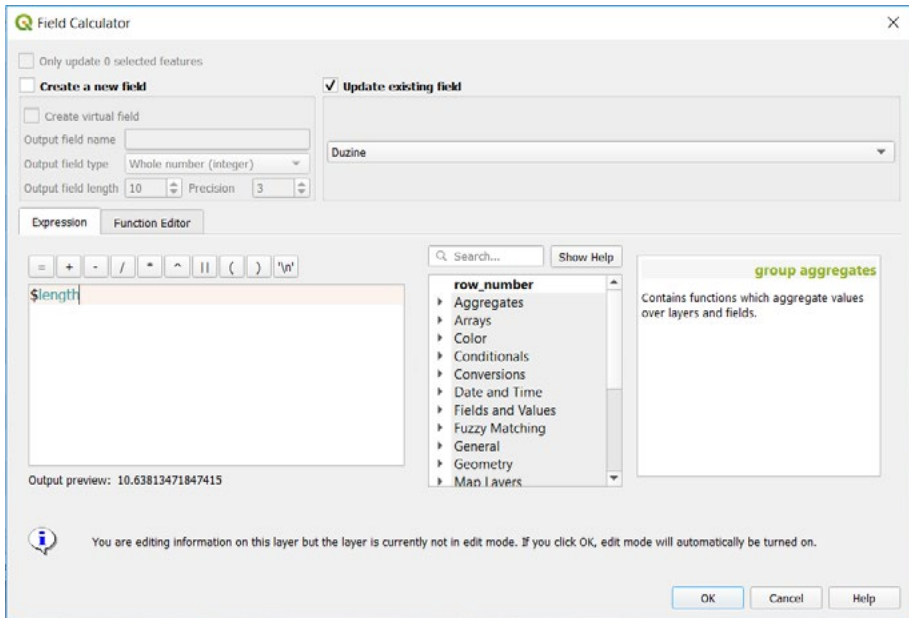 Field Calculator
Only update 0 selected features
Create a new field
Update existing field
Create virtual field
Output field name
Output field type Whole number (integer)
Output field length 10 Precision 3
Duzine
Expression Function Editor
= + - / * ^ || ( ) '\n'
$length
Output preview: 10.63813471847415
Search... Show Help
row_number
Aggregates
Arrays
Color
Conditionals
Conversions
Date and Time
Fields and Values
Fuzzy Matching
General
Geometry
Map Layers
group aggregates
Contains functions which aggregate values
over layers and fields.
You are editing information on this layer but the layer is currently not in edit mode. If you click OK, edit mode will automatically be turned on.
OK Cancel Help